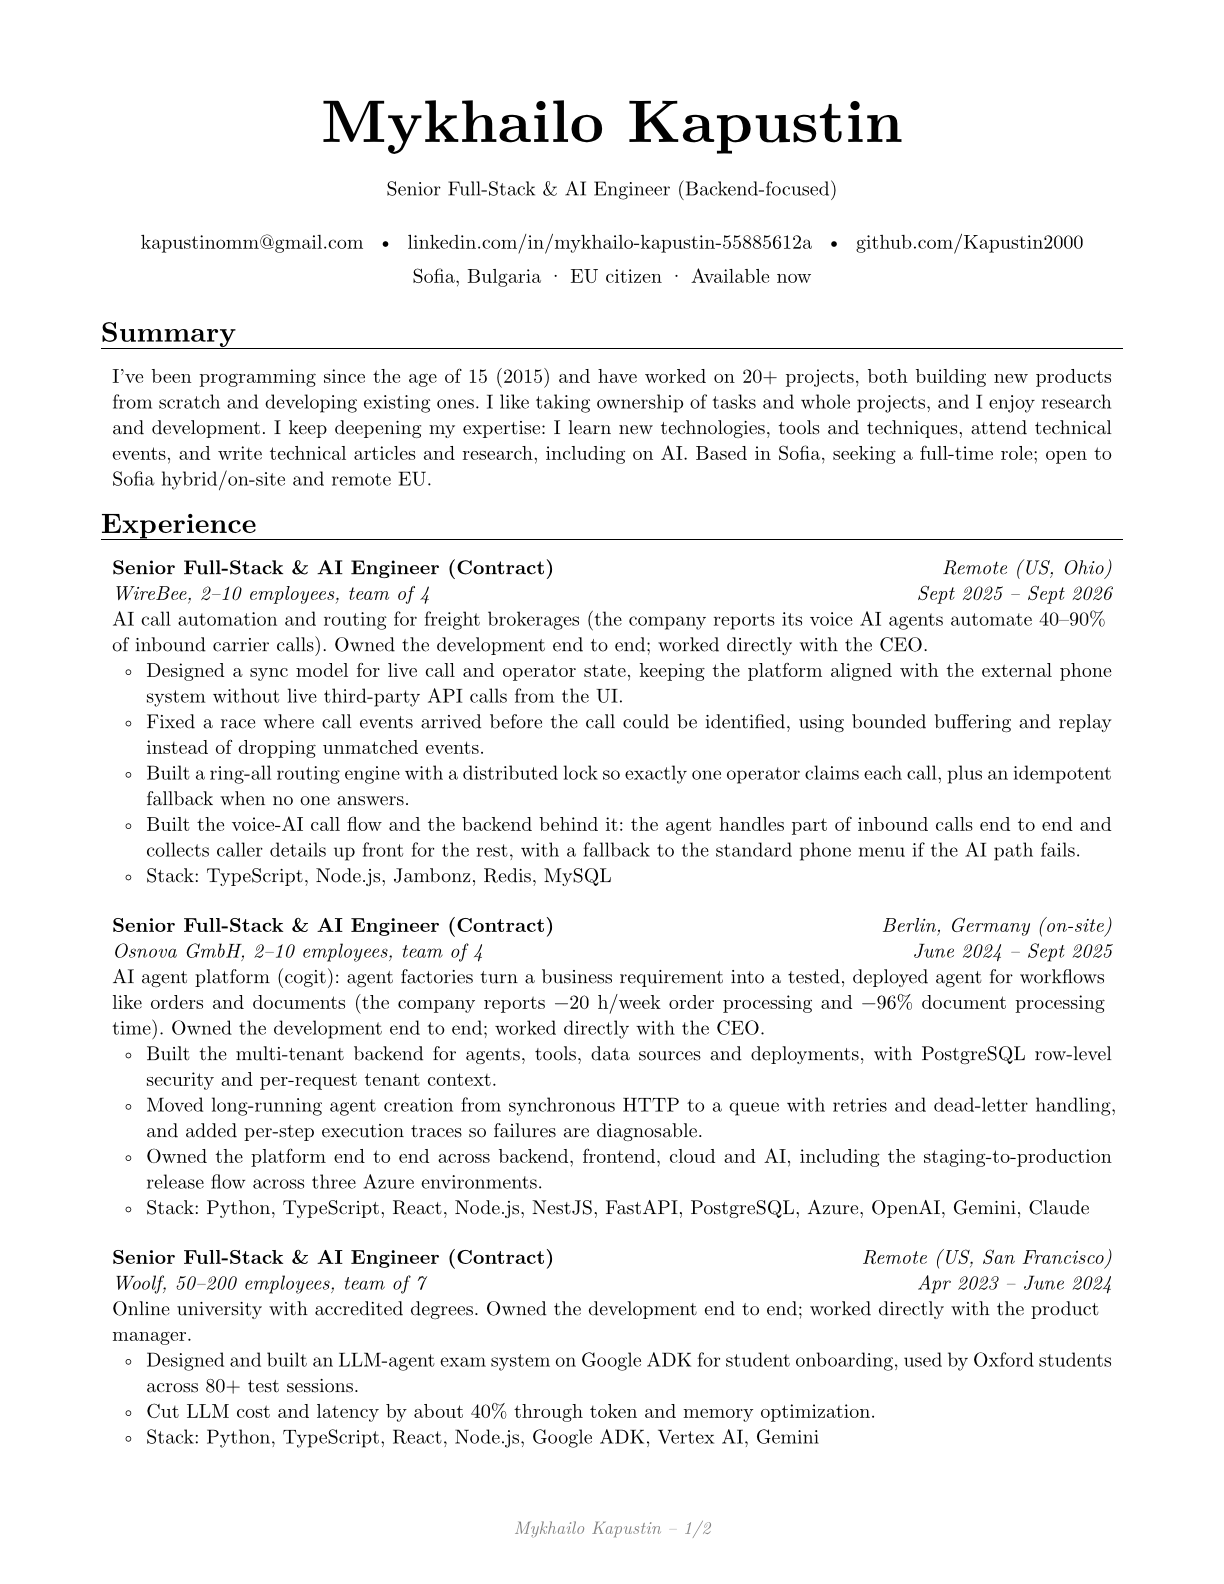 Mykhailo Kapustin
Senior Full-Stack & AI Engineer (Backend-focused)
kapustinomm@gmail.com • linkedin.com/in/mykhailo-kapustin-55885612a • github.com/Kapustin2000
Sofia, Bulgaria · EU citizen · Available now
Summary
I've been programming since the age of 15 (2015) and have worked on 20+ projects, both building new products
from scratch and developing existing ones. I like taking ownership of tasks and whole projects, and I enjoy research
and development. I keep deepening my expertise: I learn new technologies, tools and techniques, attend technical
events, and write technical articles and research, including on AI. Based in Sofia, seeking a full-time role; open to
Sofia hybrid/on-site and remote EU.
Experience
Senior Full-Stack & AI Engineer (Contract) Remote (US, Ohio)
WireBee, 2–10 employees, team of 4 Sept 2025 – Sept 2026
AI call automation and routing for freight brokerages (the company reports its voice AI agents automate 40–90%
of inbound carrier calls). Owned the development end to end; worked directly with the CEO.
◦ Designed a sync model for live call and operator state, keeping the platform aligned with the external phone
system without live third-party API calls from the UI.
◦ Fixed a race where call events arrived before the call could be identified, using bounded buffering and replay
instead of dropping unmatched events.
◦ Built a ring-all routing engine with a distributed lock so exactly one operator claims each call, plus an idempotent
fallback when no one answers.
◦ Built the voice-AI call flow and the backend behind it: the agent handles part of inbound calls end to end and
collects caller details up front for the rest, with a fallback to the standard phone menu if the AI path fails.
◦ Stack: TypeScript, Node.js, Jambonz, Redis, MySQL
Senior Full-Stack & AI Engineer (Contract) Berlin, Germany (on-site)
Osnova GmbH, 2–10 employees, team of 4 June 2024 – Sept 2025
AI agent platform (cogit): agent factories turn a business requirement into a tested, deployed agent for workflows
like orders and documents (the company reports −20 h/week order processing and −96% document processing
time). Owned the development end to end; worked directly with the CEO.
◦ Built the multi-tenant backend for agents, tools, data sources and deployments, with PostgreSQL row-level
security and per-request tenant context.
◦ Moved long-running agent creation from synchronous HTTP to a queue with retries and dead-letter handling,
and added per-step execution traces so failures are diagnosable.
◦ Owned the platform end to end across backend, frontend, cloud and AI, including the staging-to-production
release flow across three Azure environments.
◦ Stack: Python, TypeScript, React, Node.js, NestJS, FastAPI, PostgreSQL, Azure, OpenAI, Gemini, Claude
Senior Full-Stack & AI Engineer (Contract) Remote (US, San Francisco)
Woolf, 50–200 employees, team of 7 Apr 2023 – June 2024
Online university with accredited degrees. Owned the development end to end; worked directly with the product
manager.
◦ Designed and built an LLM-agent exam system on Google ADK for student onboarding, used by Oxford students
across 80+ test sessions.
◦ Cut LLM cost and latency by about 40% through token and memory optimization.
◦ Stack: Python, TypeScript, React, Node.js, Google ADK, Vertex AI, Gemini
Mykhailo Kapustin – 1/2